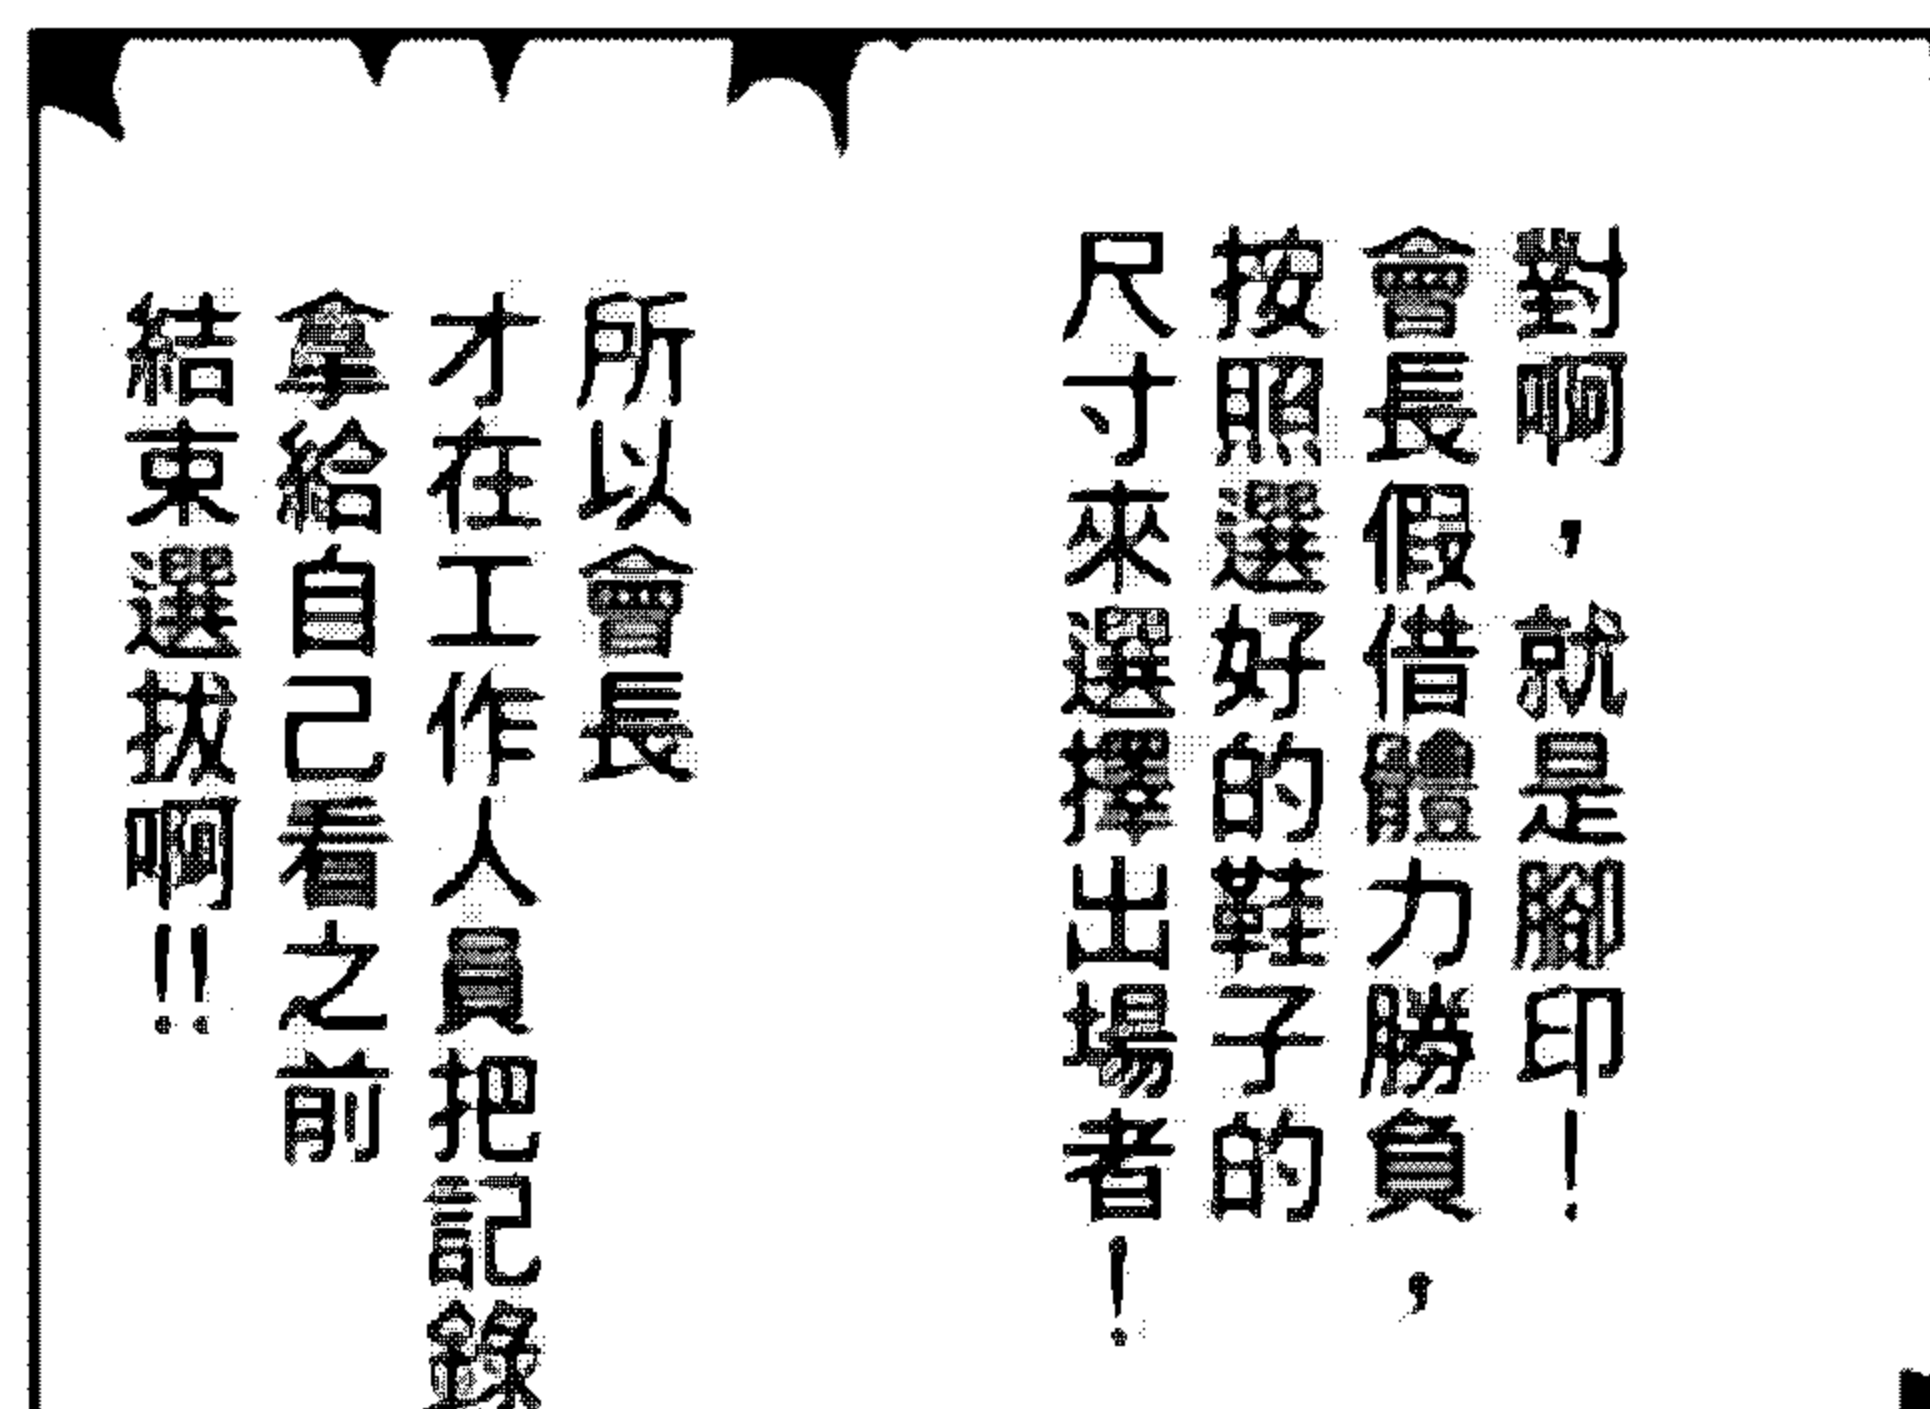 對啊，就是腳印！
會長假借體力勝負，
按照選好的鞋子的
尺寸來選擇出場者！
所以會長
才在工作人員把記錄
拿給自己看之前
結束選拔啊！！